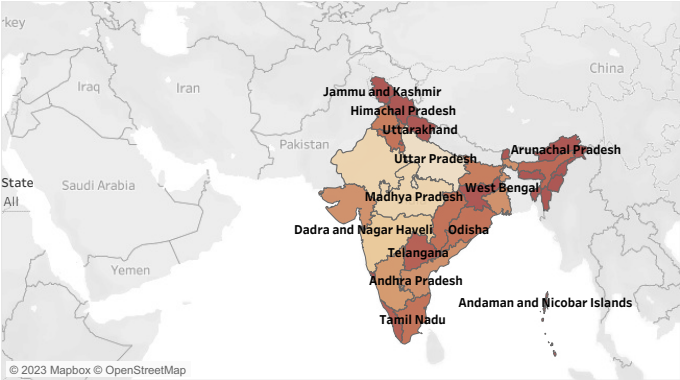 rkey
China
Iraq
Iran
Jammu and Kashmir
Himachal Pradesh
Uttarakhand
Pakistan
Arunachal Pradesh
Uttar Pradesh
State
All
Saudi Arabia
West Bengal
Madhya Pradesh
Dadra and Nagar Haveli
Odisha
Telangana
Yemen
Andhra Pradesh
Andaman and Nicobar Islands
Tamil Nadu
© 2023 Mapbox © OpenStreetMap